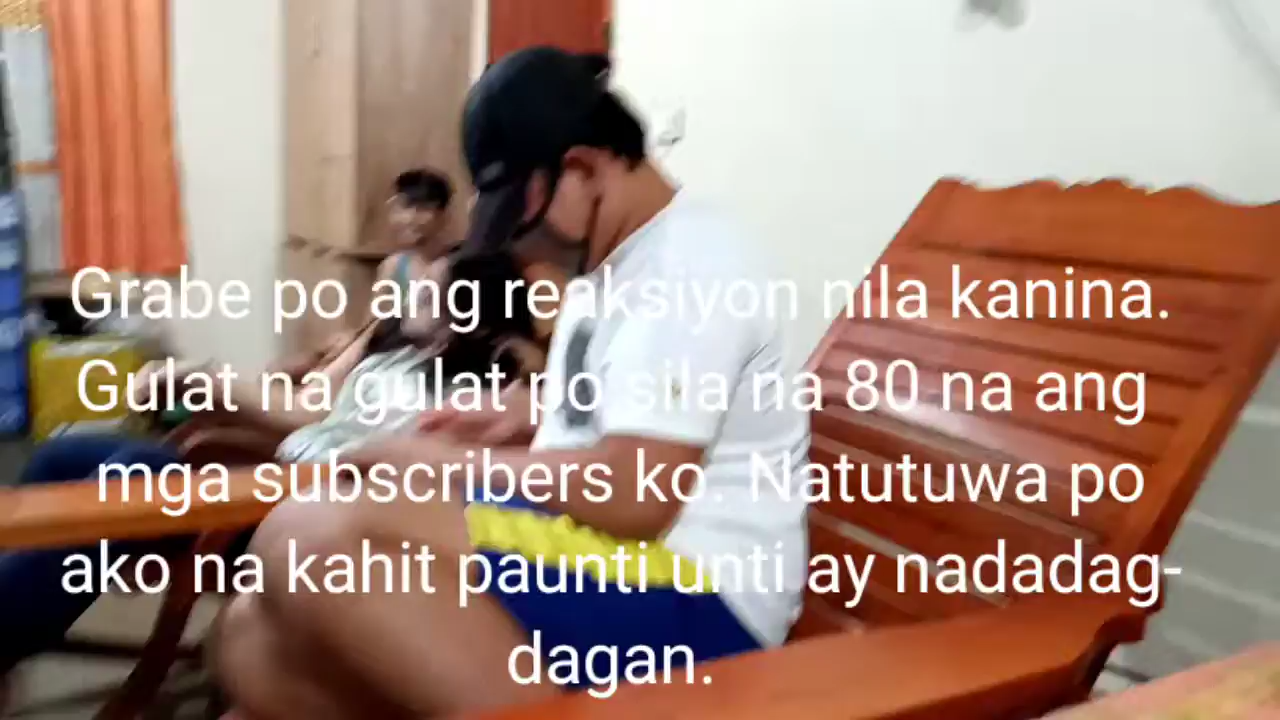 Grabe po ang reaksiyon nila kanina.
Gulat na gulat po sila na 80 na ang
mga subscribers ko. Natutuwa po
ako na kahit paunti unti ay nadadag-
dagan.